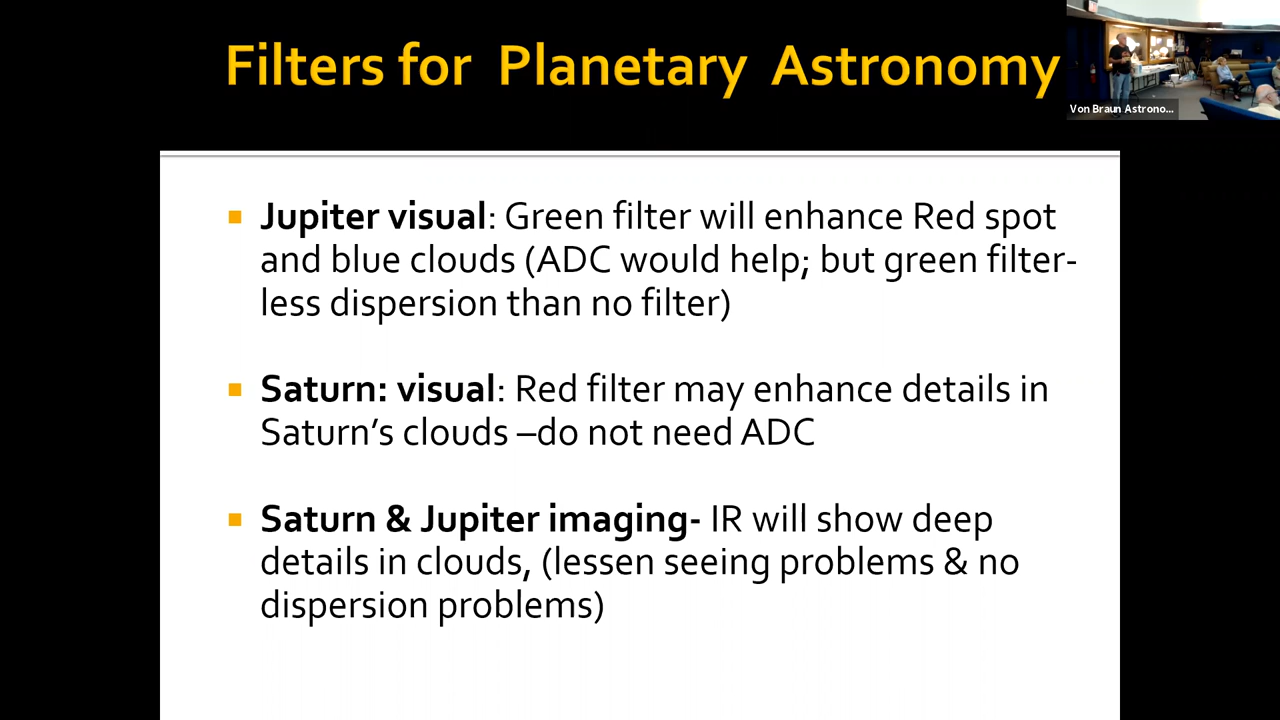 Filters for Planetary Astronomy
Von Braun Astrono...
Jupiter visual: Green filter will enhance Red spot
and blue clouds (ADC would help; but green filter-
less dispersion than no filter)
Saturn: visual: Red filter may enhance details in
Saturn’s clouds –do not need ADC
Saturn & Jupiter imaging- IR will show deep
details in clouds, (lessen seeing problems & no
dispersion problems)